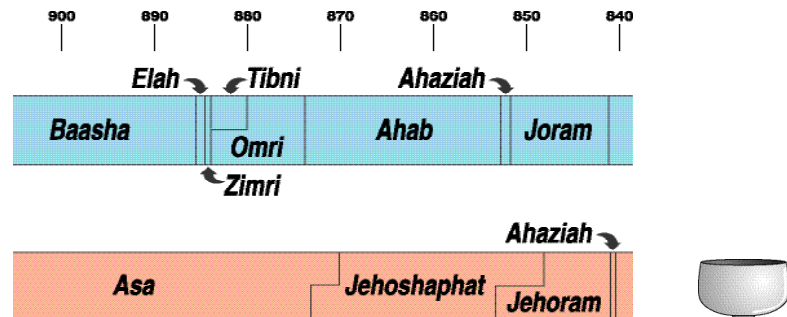 900 890 880 870 860 850 840
Elah Tibni Ahaziah
Baasha Omri Ahab Joram
Zimri
Ahaziah
Asa Jehoshaphat Jehoram